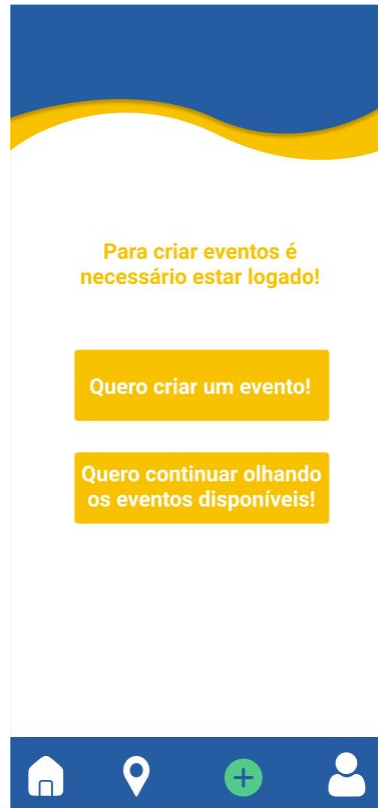 Para criar eventos é
necessário estar logado!
Quero criar um evento!
Quero continuar olhando
os eventos disponíveis!